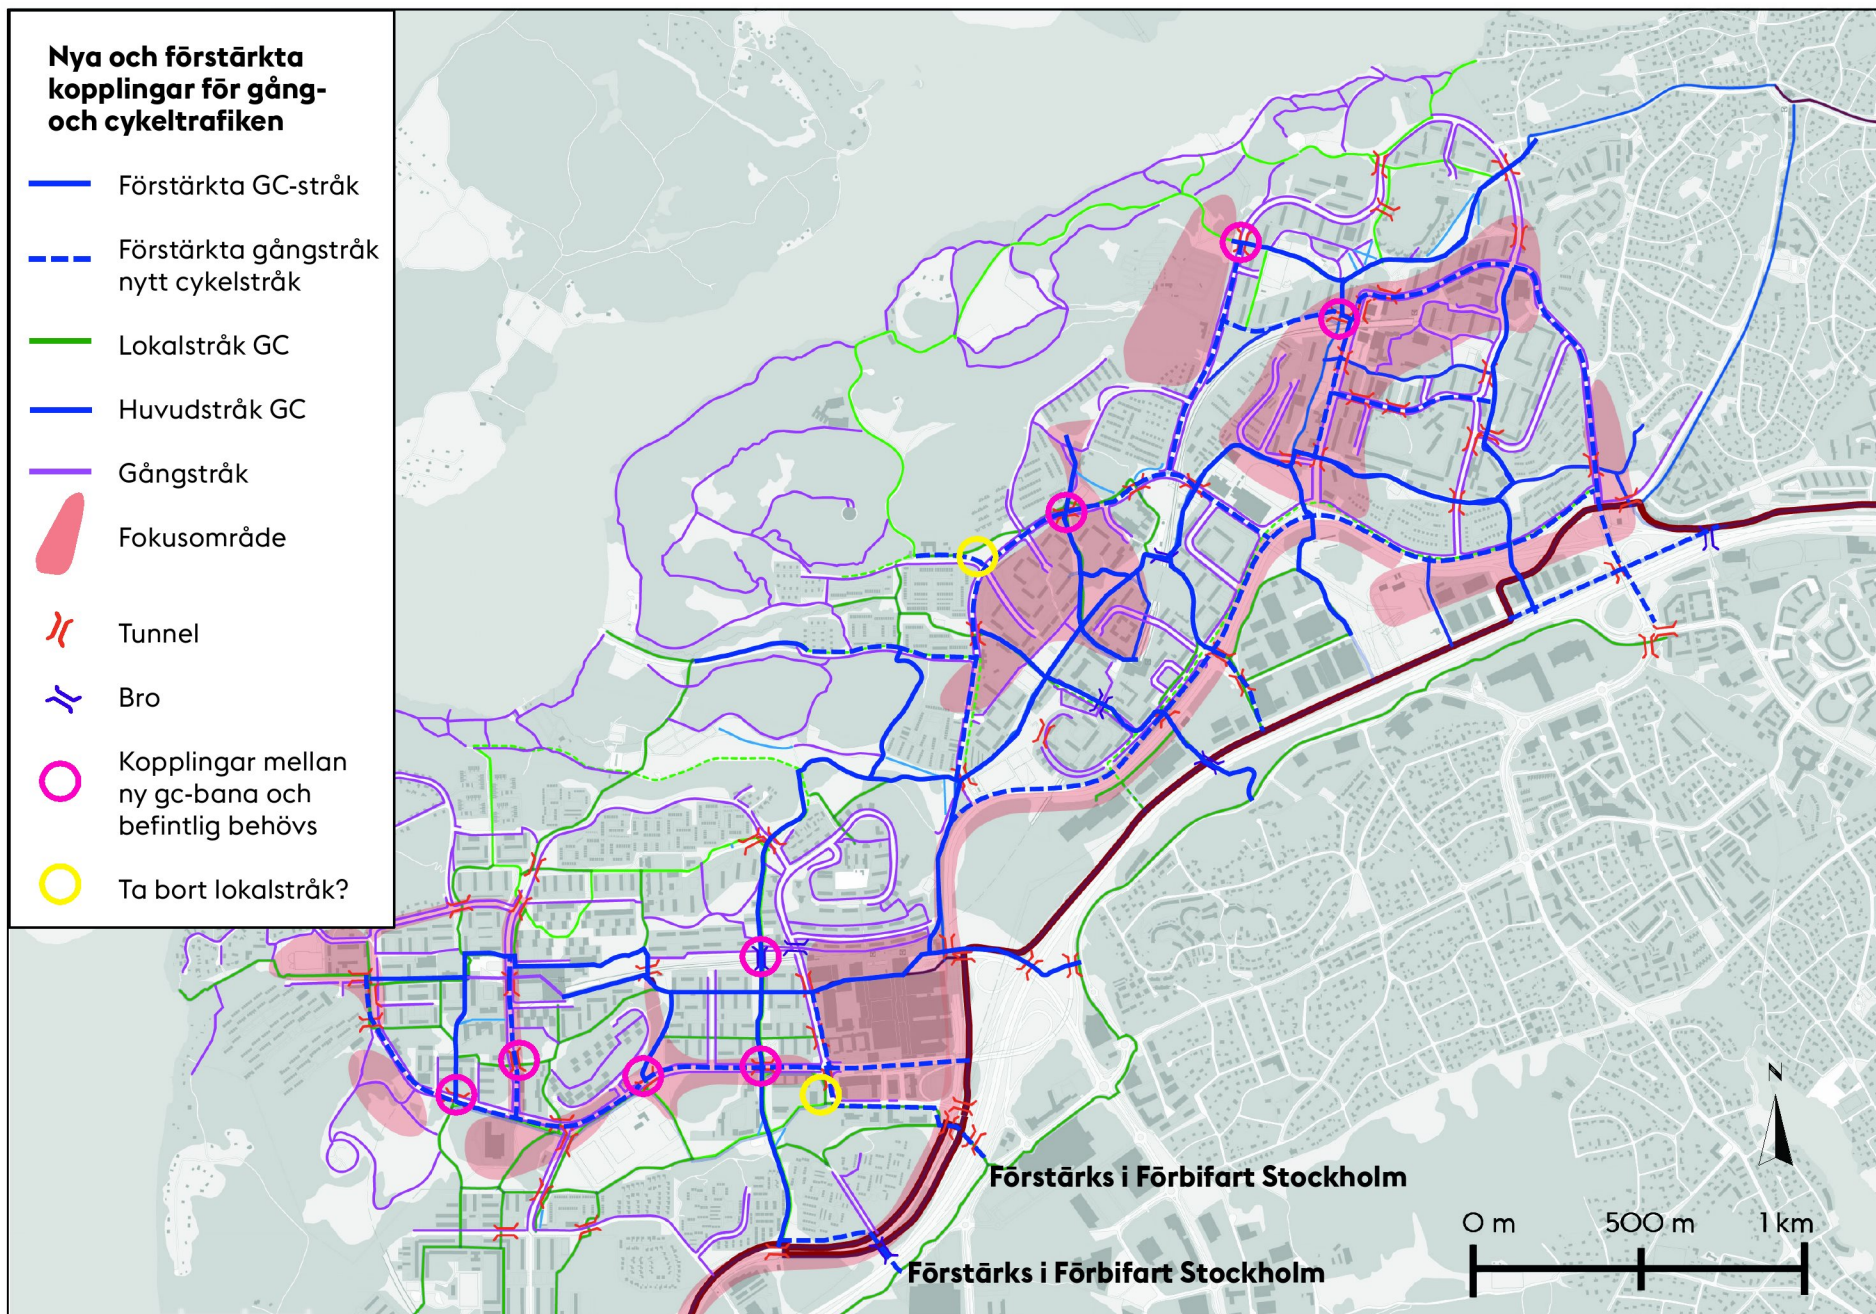 Nya och förstärkta
kopplingar för gång-
och cykeltrafiken
Förstärkta GC-stråk
Förstärkta gångstråk
nytt cykelstråk
Lokalstråk GC
Huvudstråk GC
Gångstråk
Fokusområde
Tunnel
Bro
Kopplingar mellan
ny gc-bana och
befintlig behövs
Ta bort lokalstråk?
Förstärks i Förbifart Stockholm
Förstärks i Förbifart Stockholm
N
0 m 500 m 1 km